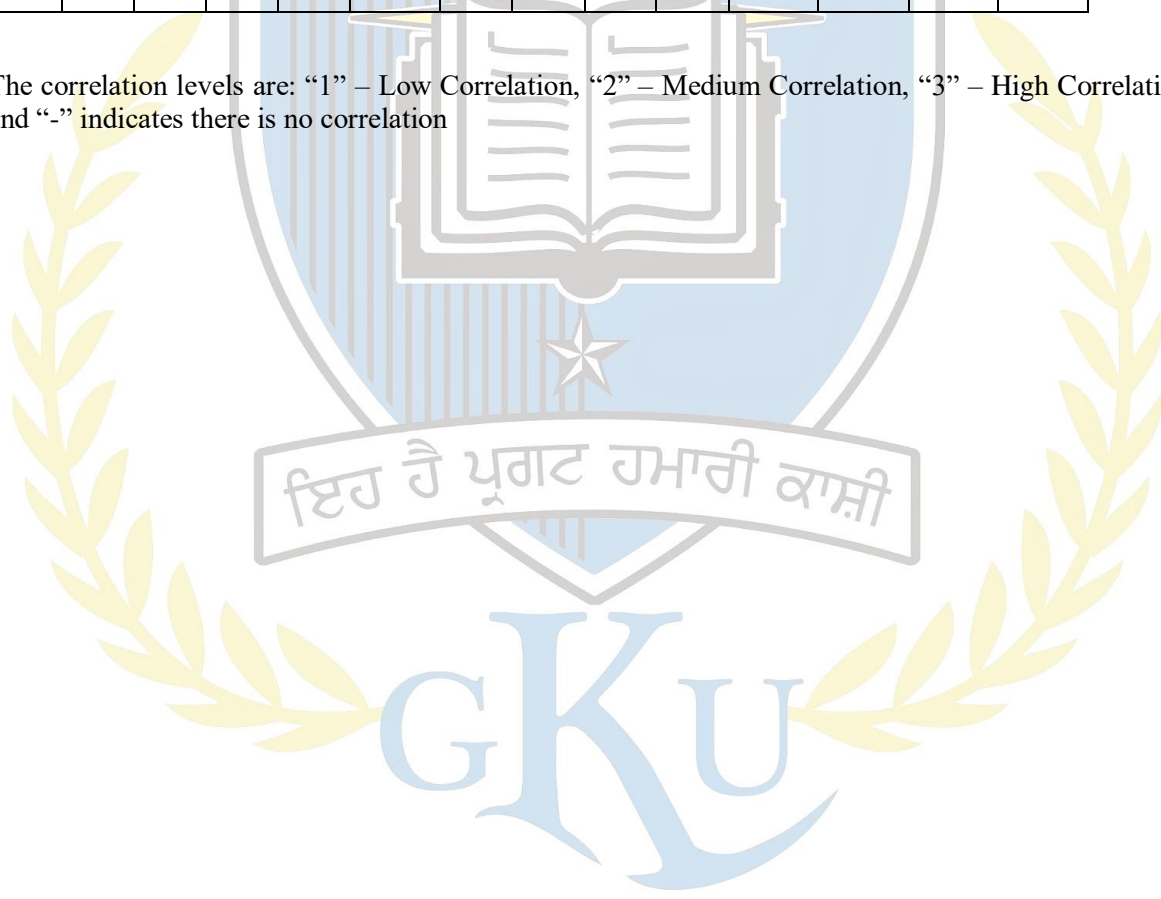 The correlation levels are: “1” – Low Correlation, “2” – Medium Correlation, “3” – High Correlati
nd “-” indicates there is no correlation
ਇਹ ਹੈ ਪ੍ਰਗਟ ਹਮਾਰੀ ਕਾਸ਼ੀ
GKU